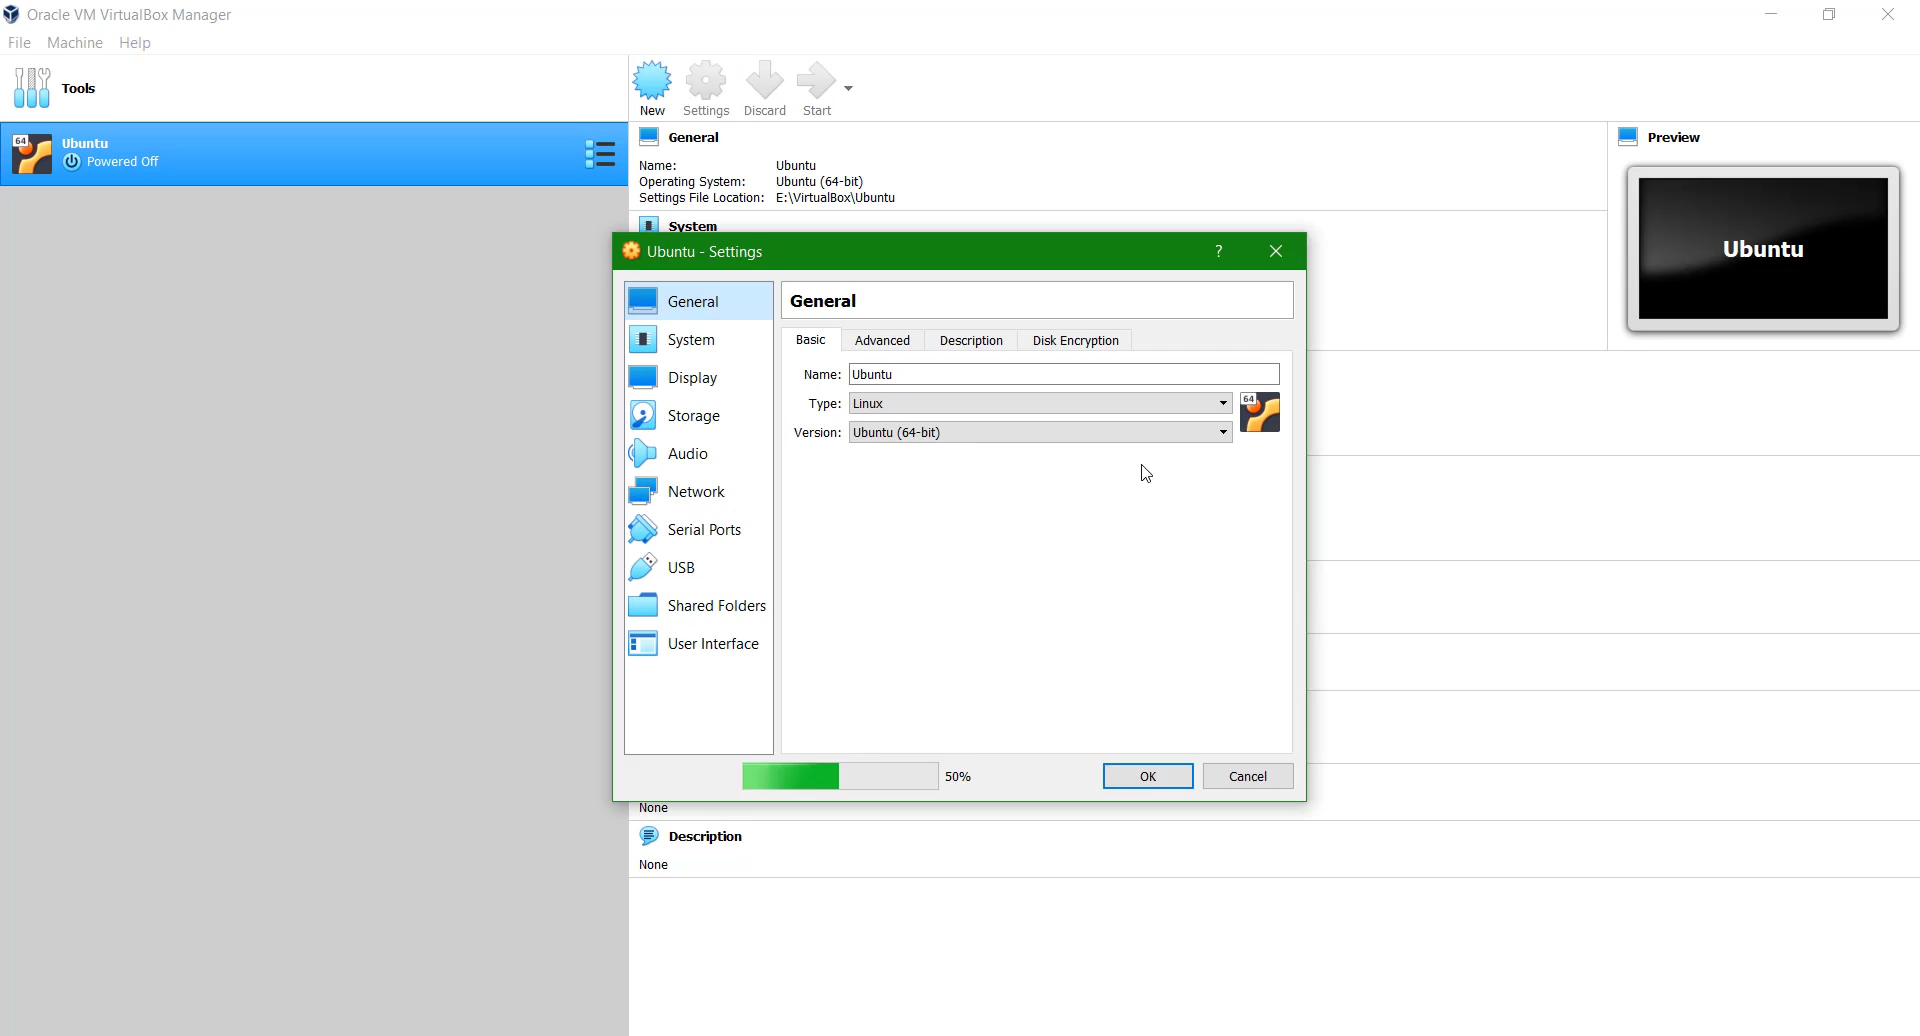 Oracle VM VirtualBox Manager
File Machine Help
Tools
New Settings Discard Start
64 Ubuntu
Powered Off
General
Name: Ubuntu
Operating System: Ubuntu (64-bit)
Settings File Location: E:\VirtualBox\Ubuntu
Preview
Ubuntu
System
Ubuntu - Settings
?
General
System
Display
Storage
Audio
Network
Serial Ports
USB
Shared Folders
User Interface
General
Basic Advanced Description Disk Encryption
Name: Ubuntu
Type: Linux
64
Version: Ubuntu (64-bit)
50%
OK Cancel
None
Description
None